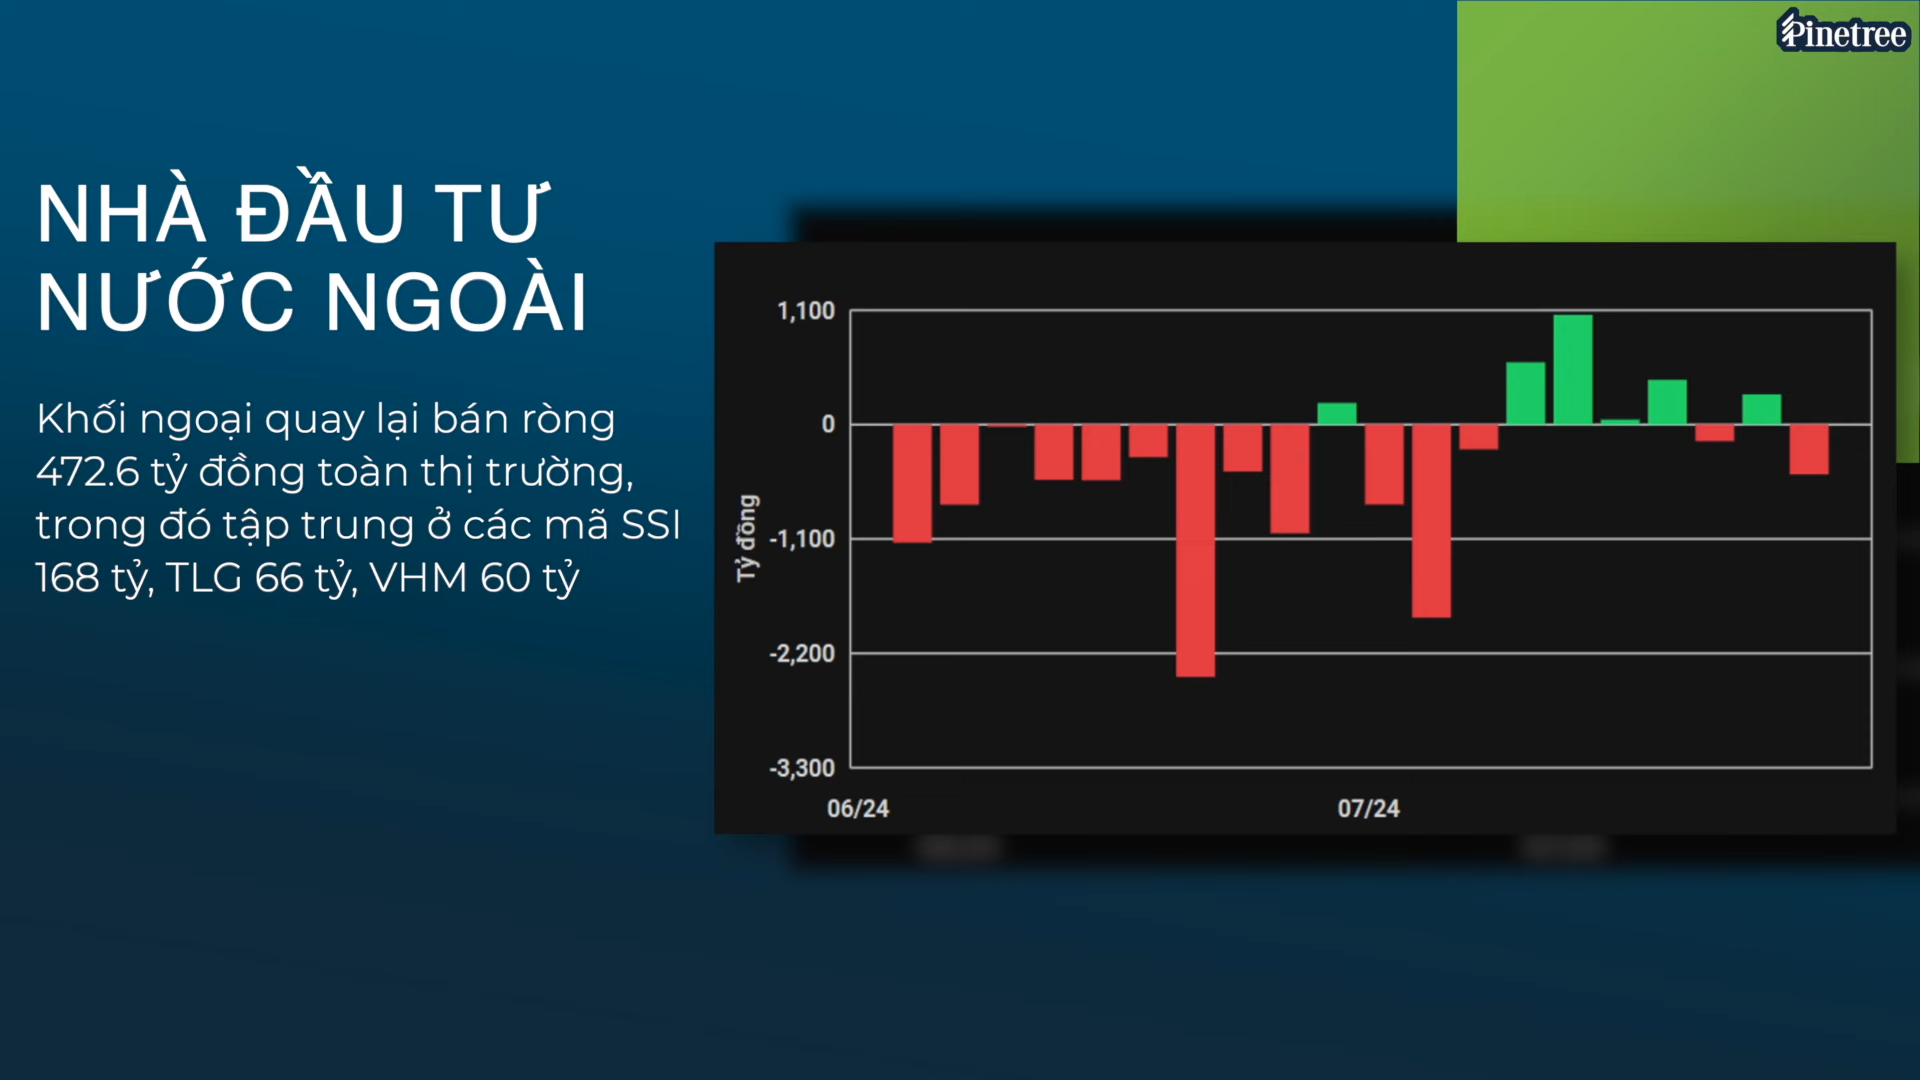 Pinetree
NHÀ ĐẦU TƯ
NƯỚC NGOÀI
Khối ngoại quay lại bán ròng
472.6 tỷ đồng toàn thị trường,
trong đó tập trung ở các mã SSI
168 tỷ, TLG 66 tỷ, VHM 60 tỷ
Tỷ đồng
1,100
0
-1,100
-2,200
-3,300
06/24
07/24